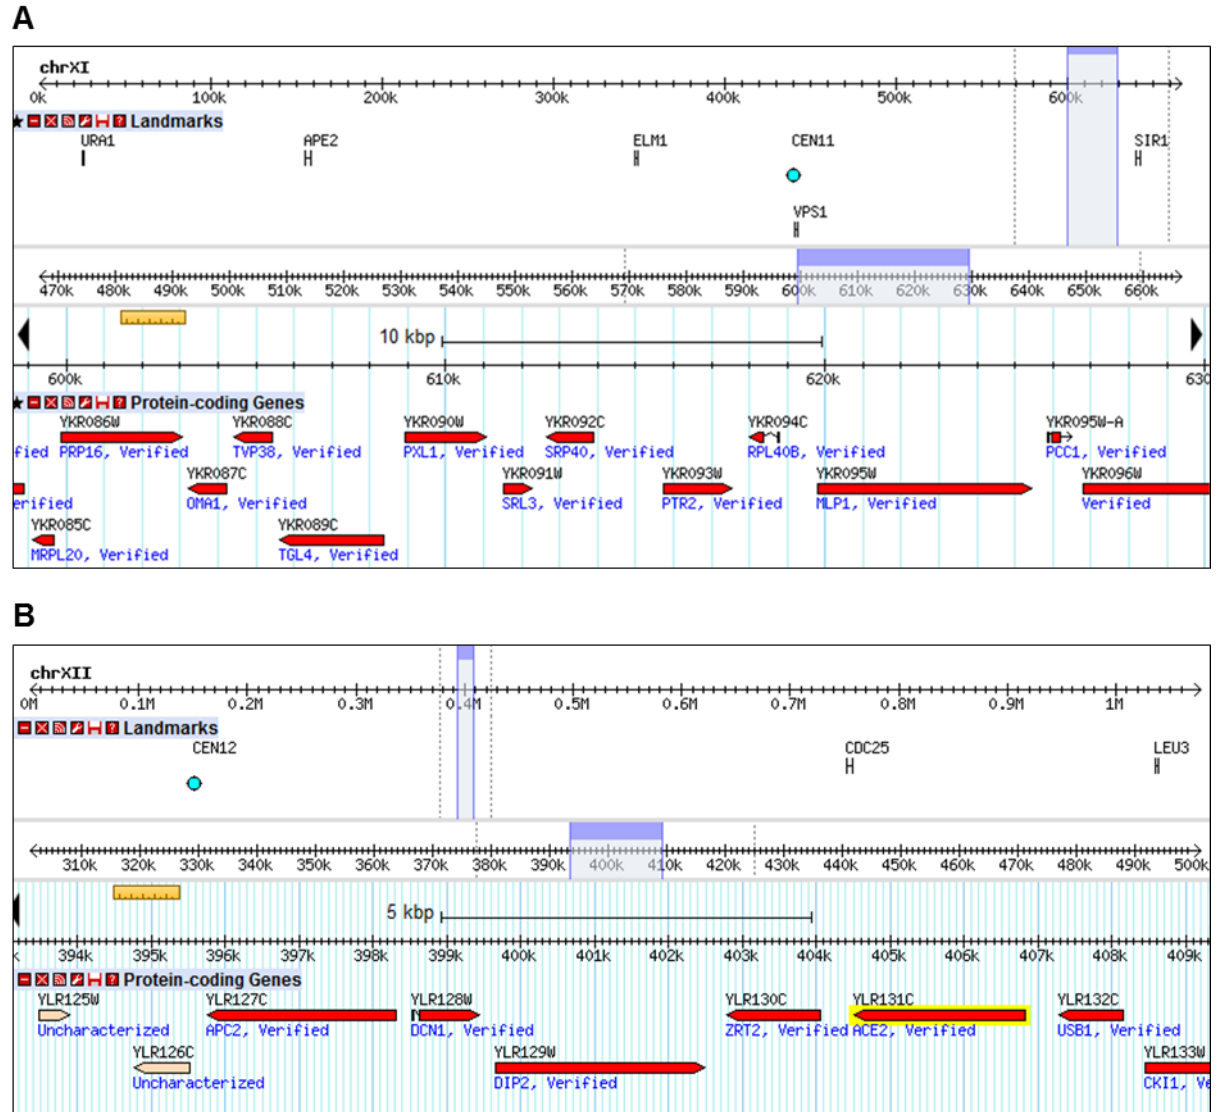 A
chrXI
0k 100k 200k 300k 400k 500k 600k
Landmarks
URA1 APE2 ELM1 CEN11 SIR1
VPS1
470k 480k 490k 500k 510k 520k 530k 540k 550k 560k 570k 580k 590k 600k 610k 620k 630k 640k 650k 660k
10 kbp
600k 610k 620k 630
Protein-coding Genes
YKR086W YKR088C YKR090W YKR092C YKR094C YKR095W-A
fied PRP16, Verified TVP38, Verified PXL1, Verified SRP40, Verified RPL40B, Verified PCC1, Verified
YKR087C YKR091W YKR093W YKR095W YKR096W
erified OMA1, Verified SRL3, Verified PTR2, Verified MLP1, Verified Verified
YKR085C YKR089C
MRPL20, Verified TGL4, Verified
B
chrXII
0M 0.1M 0.2M 0.3M 0.4M 0.5M 0.6M 0.7M 0.8M 0.9M 1M
Landmarks
CEN12 CDC25 LEU3
310k 320k 330k 340k 350k 360k 370k 380k 390k 400k 410k 420k 430k 440k 450k 460k 470k 480k 490k 500k
5 kbp
k 394k 395k 396k 397k 398k 399k 400k 401k 402k 403k 404k 405k 406k 407k 408k 409k
Protein-coding Genes
YLR125W YLR127C YLR128W YLR130C YLR131C YLR132C
Uncharacterized APC2, Verified DCN1, Verified ZRT2, Verified ACE2, Verified USB1, Verified
YLR126C YLR129W YLR133W
Uncharacterized DIP2, Verified CKI1, Ve